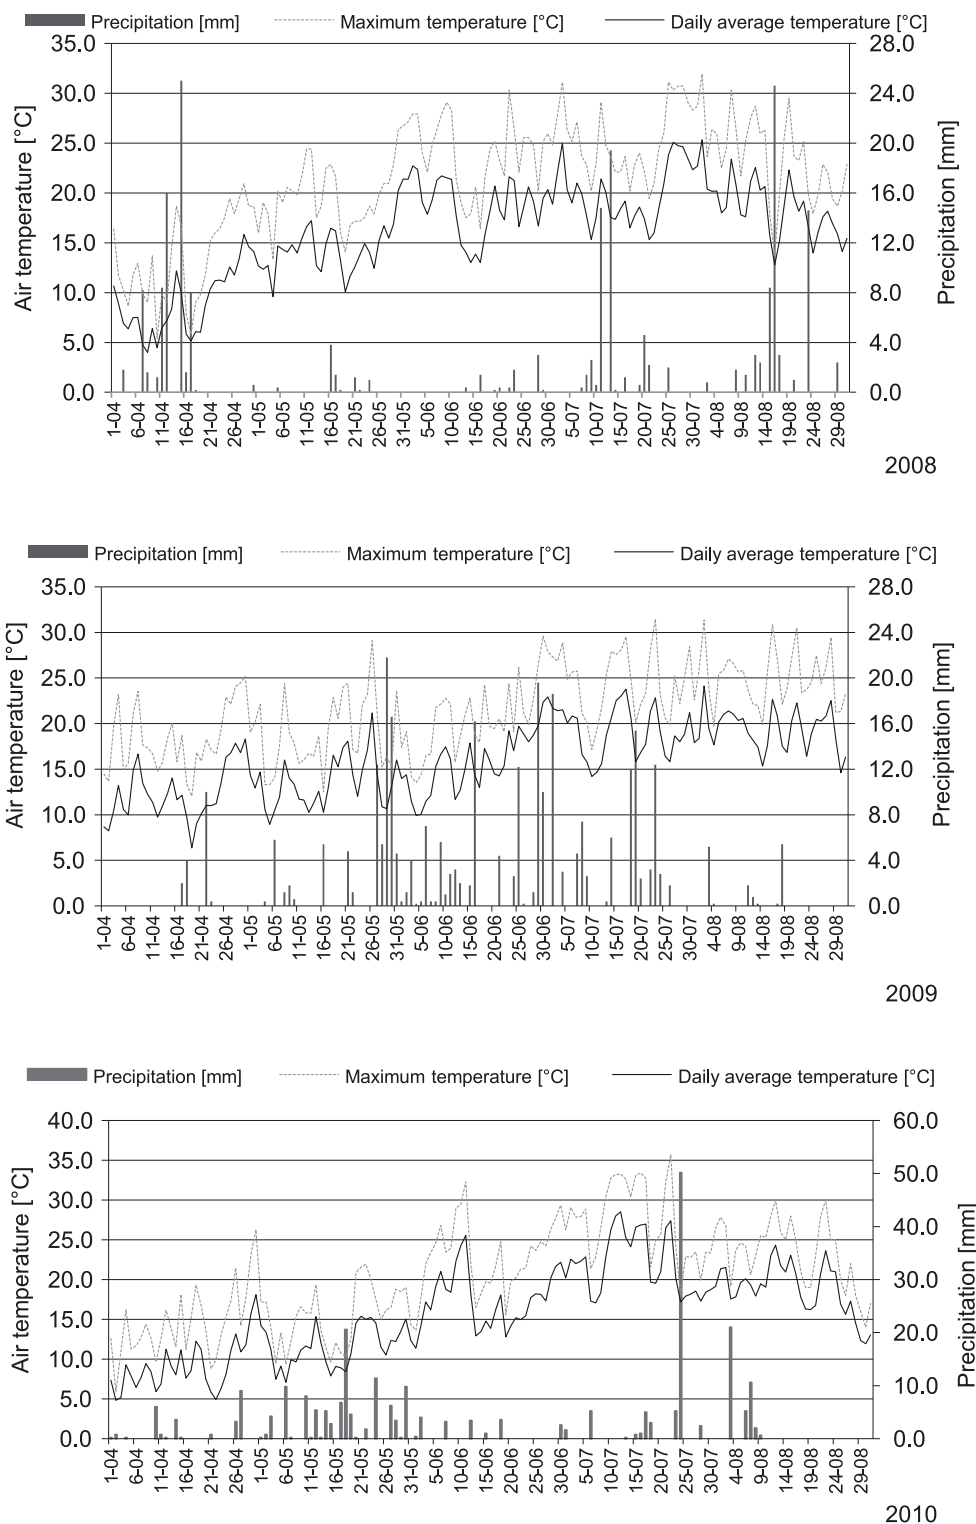 Precipitation [mm] Maximum temperature [°C] Daily average temperature [°C]
35.0 28.0
30.0 24.0
25.0 20.0
20.0 16.0
15.0 12.0
10.0 8.0
5.0 4.0
0.0 0.0
Air temperature [°C]
Precipitation [mm]
1-04 6-04 11-04 16-04 21-04 26-04 1-05 6-05 11-05 16-05 21-05 26-05 31-05 5-06 10-06 15-06 20-06 25-06 30-06 5-07 10-07 15-07 20-07 25-07 30-07 4-08 9-08 14-08 19-08 24-08 29-08
2008
Precipitation [mm] Maximum temperature [°C] Daily average temperature [°C]
35.0 28.0
30.0 24.0
25.0 20.0
20.0 16.0
15.0 12.0
10.0 8.0
5.0 4.0
0.0 0.0
Air temperature [°C]
Precipitation [mm]
1-04 6-04 11-04 16-04 21-04 26-04 1-05 6-05 11-05 16-05 21-05 26-05 31-05 5-06 10-06 15-06 20-06 25-06 30-06 5-07 10-07 15-07 20-07 25-07 30-07 4-08 9-08 14-08 19-08 24-08 29-08
2009
Precipitation [mm] Maximum temperature [°C] Daily average temperature [°C]
40.0 60.0
35.0 50.0
30.0
25.0 40.0
20.0 30.0
15.0 20.0
10.0
5.0 10.0
0.0 0.0
Air temperature [°C]
Precipitation [mm]
1-04 6-04 11-04 16-04 21-04 26-04 1-05 6-05 11-05 16-05 21-05 26-05 31-05 5-06 10-06 15-06 20-06 25-06 30-06 5-07 10-07 15-07 20-07 25-07 30-07 4-08 9-08 14-08 19-08 24-08 29-08
2010